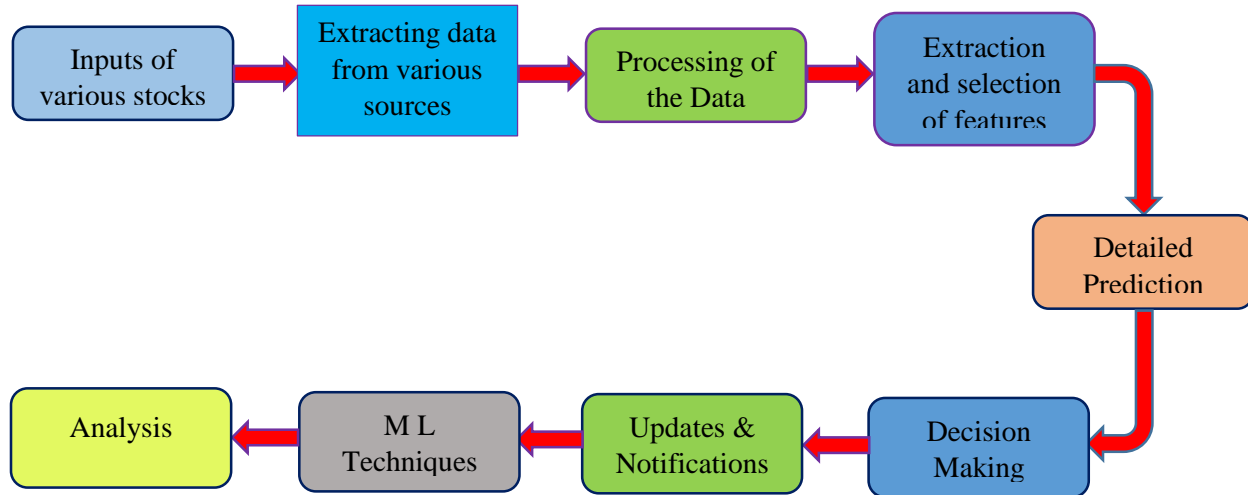 Inputs of
various stocks
Extracting data
from various
sources
Processing of
the Data
Extraction
and selection
of features
Detailed
Prediction
Decision
Making
Updates &
Notifications
M L
Techniques
Analysis